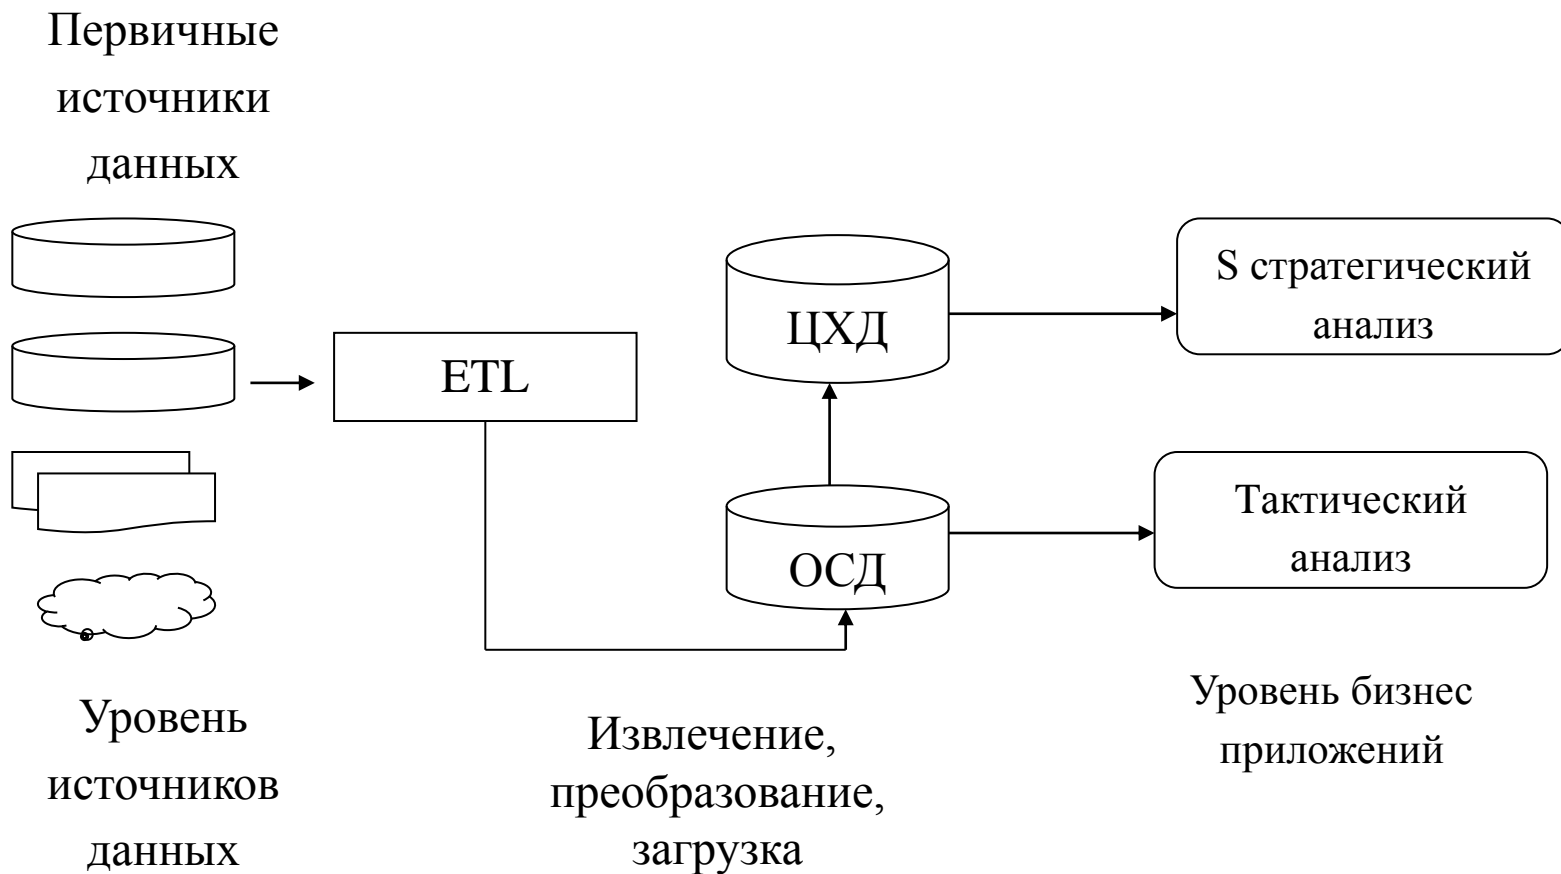 Первичные
источники
данных
ETL
ЦХД
ОСД
S стратегический
анализ
Тактический
анализ
Уровень
источников
данных
Извлечение,
преобразование,
загрузка
Уровень бизнес
приложений